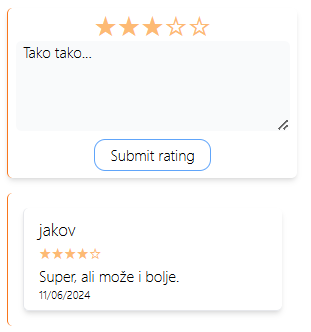 Tako tako...
Submit rating
jakov
Super, ali može i bolje.
11/06/2024